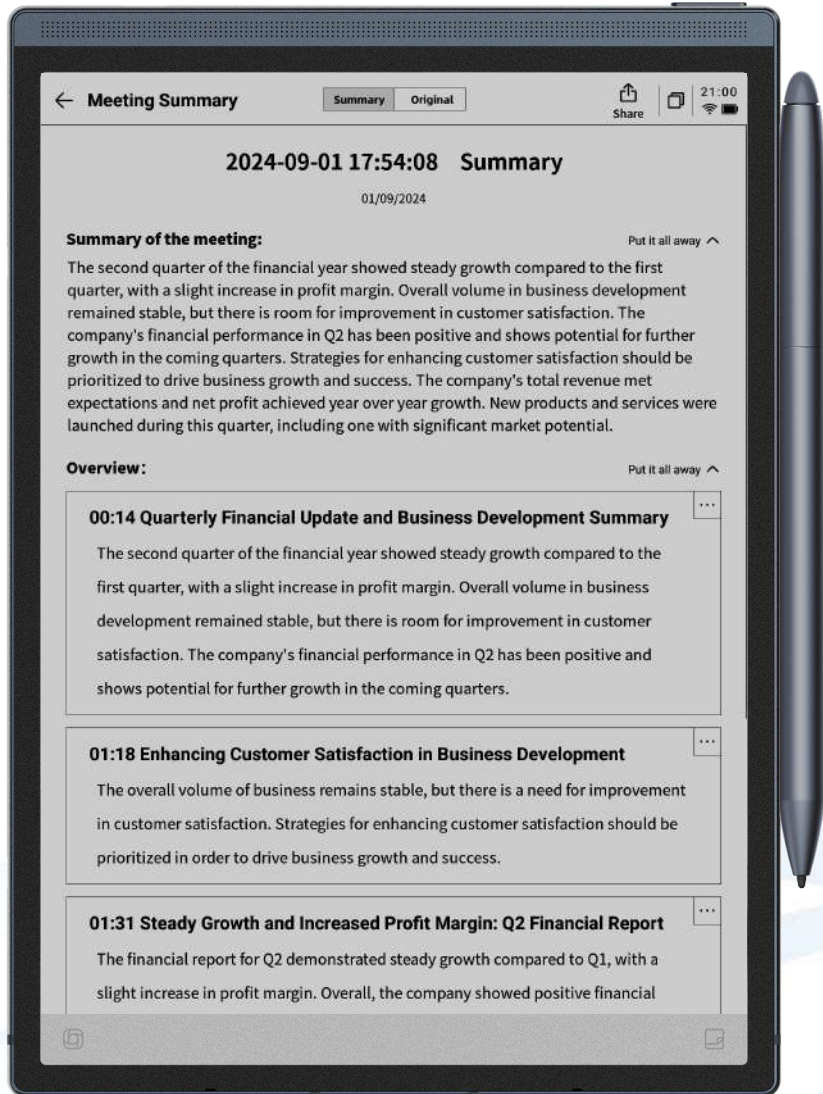 Meeting Summary
Summary
Original
Share
21:00
2024-09-01 17:54:08 Summary
01/09/2024
Summary of the meeting:
Put it all away
The second quarter of the financial year showed steady growth compared to the first
quarter, with a slight increase in profit margin. Overall volume in business development
remained stable, but there is room for improvement in customer satisfaction. The
company's financial performance in Q2 has been positive and shows potential for further
growth in the coming quarters. Strategies for enhancing customer satisfaction should be
prioritized to drive business growth and success. The company's total revenue met
expectations and net profit achieved year over year growth. New products and services were
launched during this quarter, including one with significant market potential.
Overview:
Put it all away
00:14 Quarterly Financial Update and Business Development Summary
The second quarter of the financial year showed steady growth compared to the
first quarter, with a slight increase in profit margin. Overall volume in business
development remained stable, but there is room for improvement in customer
satisfaction. The company's financial performance in Q2 has been positive and
shows potential for further growth in the coming quarters.
01:18 Enhancing Customer Satisfaction in Business Development
The overall volume of business remains stable, but there is a need for improvement
in customer satisfaction. Strategies for enhancing customer satisfaction should be
prioritized in order to drive business growth and success.
01:31 Steady Growth and Increased Profit Margin: Q2 Financial Report
The financial report for Q2 demonstrated steady growth compared to Q1, with a
slight increase in profit margin. Overall, the company showed positive financial